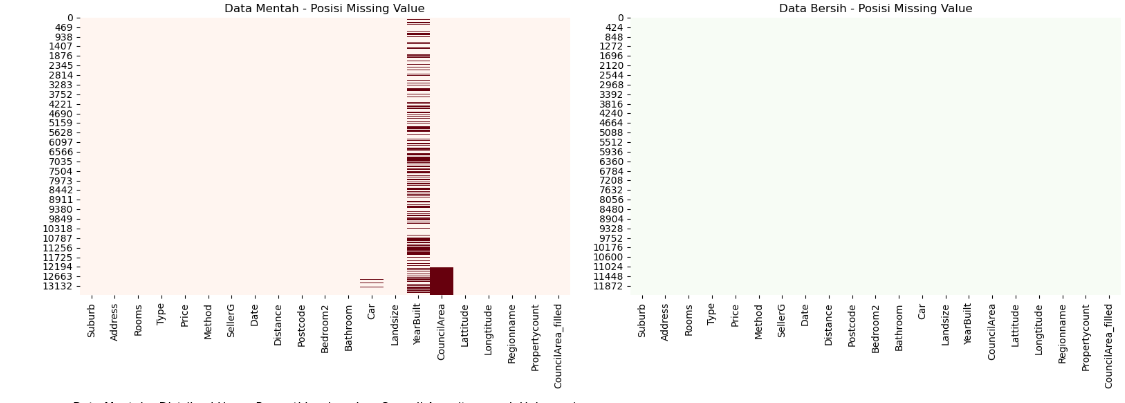 Data Mentah - Posisi Missing Value
0
469
938
1407
1876
2345
2814
3283
3752
4221
4690
5159
5628
6097
6566
7035
7504
7973
8442
8911
9380
9849
10318
10787
11256
11725
12194
12663
13132
Suburb
Address
Rooms
Type
Price
Method
SellerG
Date
Distance
Postcode
Bedroom2
Bathroom
Car
Landsize
YearBuilt
CouncilArea
Lattitude
Longtitude
Regionname
Propertycount
CouncilArea_filled
Data Bersih - Posisi Missing Value
0
424
848
1272
1696
2120
2544
2968
3392
3816
4240
4664
5088
5512
5936
6360
6784
7208
7632
8056
8480
8904
9328
9752
10176
10600
11024
11448
11872
Suburb
Address
Rooms
Type
Price
Method
SellerG
Date
Distance
Postcode
Bedroom2
Bathroom
Car
Landsize
YearBuilt
CouncilArea
Lattitude
Longtitude
Regionname
Propertycount
CouncilArea_filled